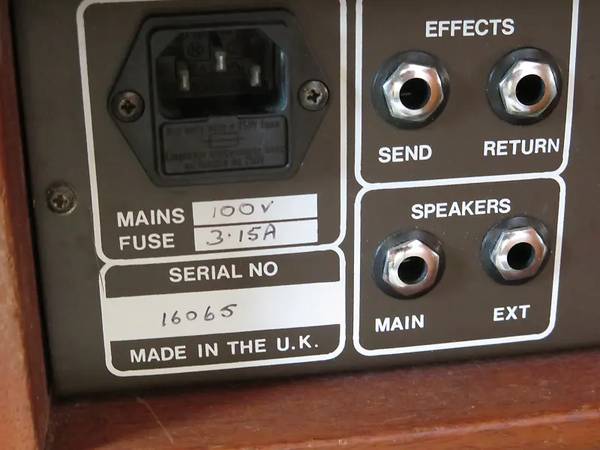 EFFECTS
SEND
RETURN
MAINS 100V
FUSE 3.15A
SPEAKERS
MAIN
EXT
SERIAL NO
16065
MADE IN THE U.K.